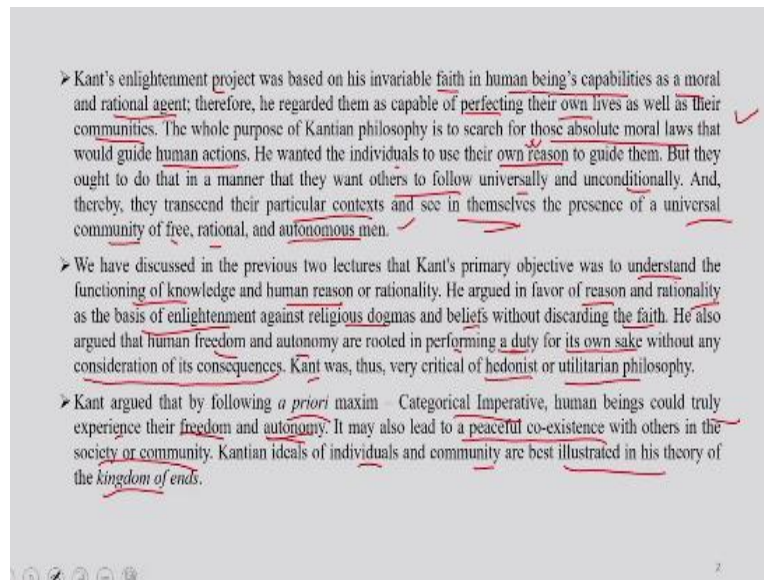 ➤ Kant's enlightenment project was based on his invariable faith in human being's capabilities as a moral
and rational agent; therefore, he regarded them as capable of perfecting their own lives as well as their
communities. The whole purpose of Kantian philosophy is to search for those absolute moral laws that
would guide human actions. He wanted the individuals to use their own reason to guide them. But they
ought to do that in a manner that they want others to follow universally and unconditionally. And,
thereby, they transcend their particular contexts and see in themselves the presence of a universal
community of free, rational, and autonomous men.
➤ We have discussed in the previous two lectures that Kant's primary objective was to understand the
functioning of knowledge and human reason or rationality. He argued in favor of reason and rationality
as the basis of enlightenment against religious dogmas and beliefs without discarding the faith. He also
argued that human freedom and autonomy are rooted in performing a duty for its own sake without any
consideration of its consequences. Kant was, thus, very critical of hedonist or utilitarian philosophy.
➤ Kant argued that by following a priori maxim – Categorical Imperative, human beings could truly
experience their freedom and autonomy. It may also lead to a peaceful co-existence with others in the
society or community. Kantian ideals of individuals and community are best illustrated in his theory of
the kingdom of ends.
2